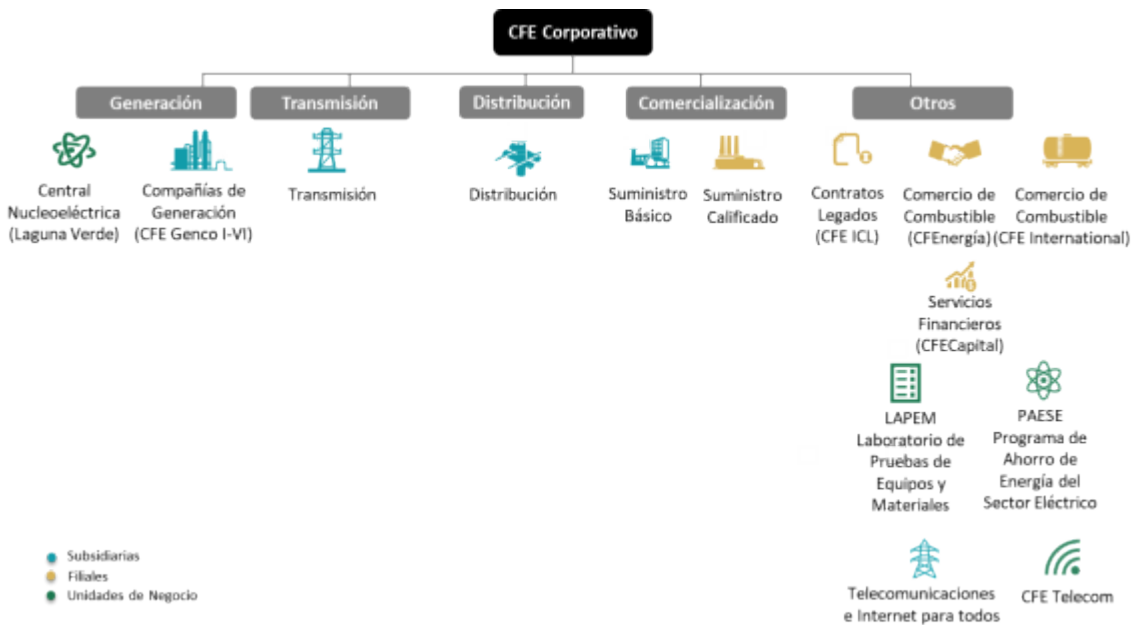 CFE Corporativo
Generación
Transmisión
Distribución
Comercialización
Otros
Central
Nucleoeléctrica
(Laguna Verde)
Compañías de
Generación
(CFE Genco I-VI)
Transmisión
Distribución
Suministro
Básico
Suministro
Calificado
Contratos
Legados
(CFE ICL)
Comercio de
Combustible
(CFEnergía)
Comercio de
Combustible
(CFE International)
Servicios
Financieros
(CFECapital)
LAPEM
Laboratorio de
Pruebas de
Equipos y
Materiales
PAESE
Programa de
Ahorro de
Energía del
Sector Eléctrico
Telecomunicaciones
e Internet para todos
CFE Telecom
Subsidiarias
Filiales
Unidades de Negocio